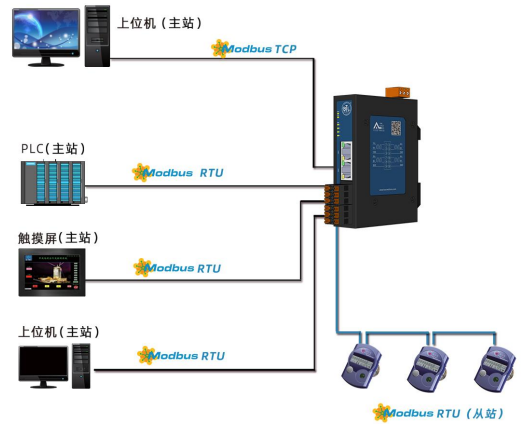 上位机（主站）
Modbus TCP
PLC(主站)
Modbus RTU
触摸屏(主站)
Modbus RTU
上位机(主站)
Modbus RTU
Modbus RTU（从站）